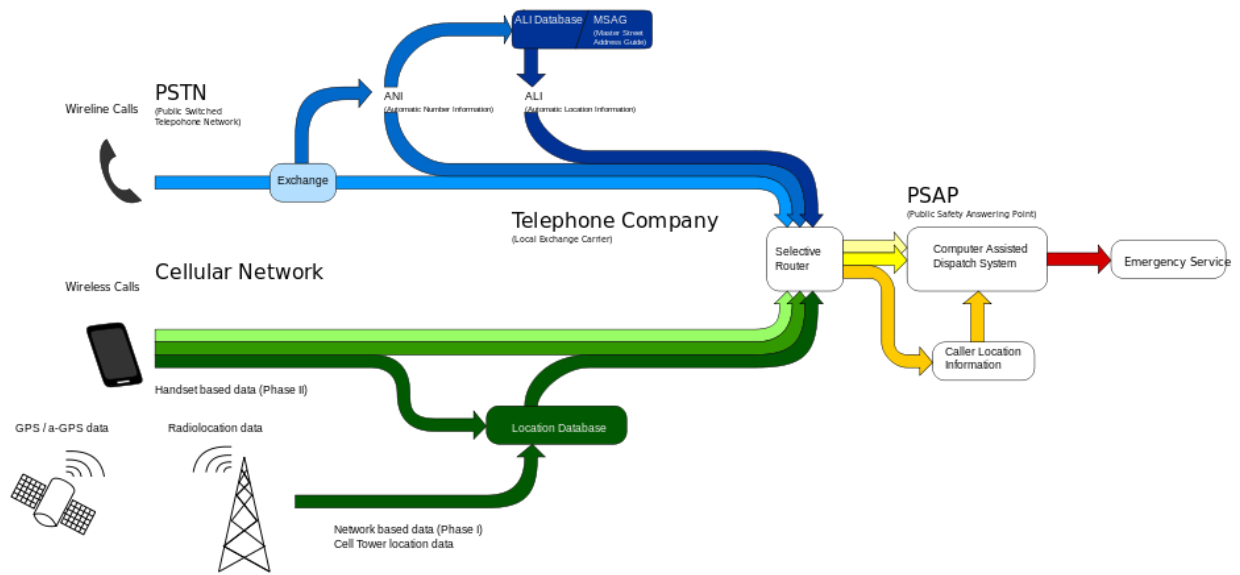 ALI Database
MSAG
(Master Street
Address Guide)
PSTN
(Public Switched
Telepohone Network)
Wireline Calls
ANI
(Automatic Number Information)
ALI
(Automatic Location Information)
Exchange
PSAP
(Public Safety Answering Point)
Telephone Company
(Local Exchange Carrier)
Selective
Router
Computer Assisted
Dispatch System
Emergency Service
Cellular Network
Wireless Calls
Caller Location
Information
Handset based data (Phase II)
GPS / a-GPS data
Radiolocation data
Location Database
Network based data (Phase I)
Cell Tower location data